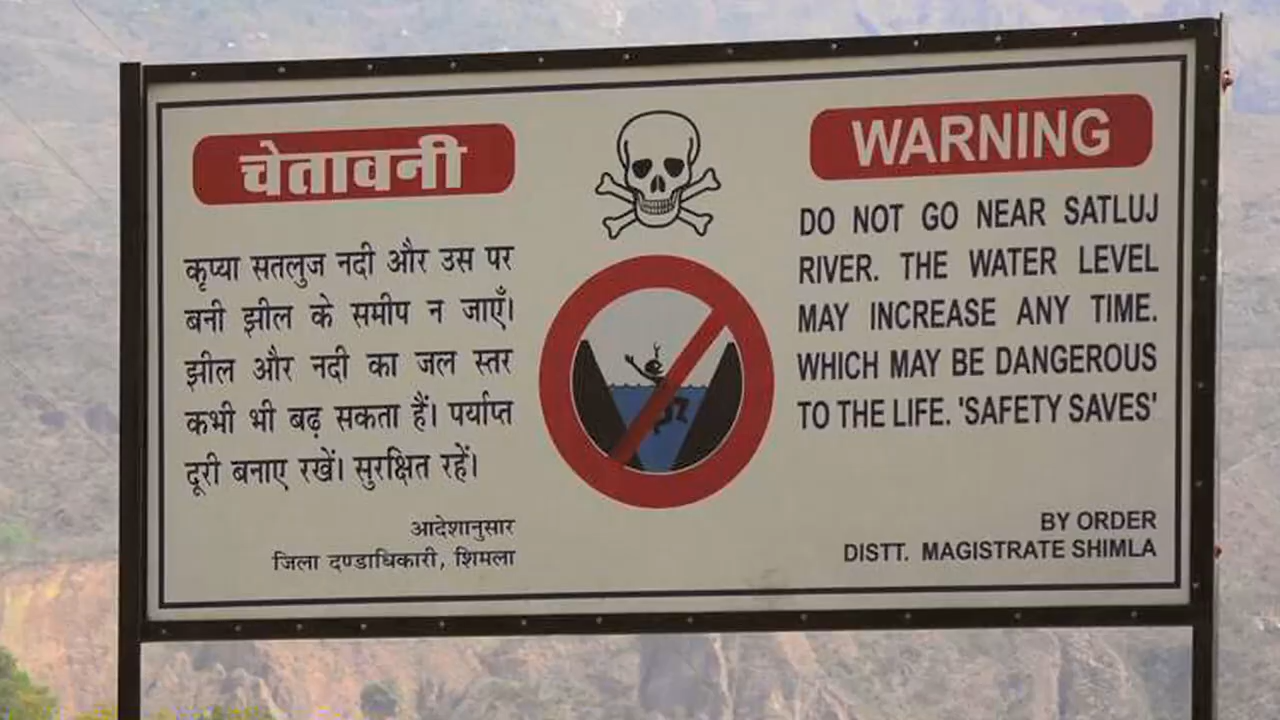 चेतावनी
कृप्या सतलुज नदी और उस पर
बनी झील के समीप न जाएँ।
झील और नदी का जल स्तर
कभी भी बढ़ सकता हैं। पर्याप्त
दूरी बनाए रखें। सुरक्षित रहें।
आदेशानुसार
जिला दण्डाधिकारी, शिमला
WARNING
DO NOT GO NEAR SATLUJ
RIVER. THE WATER LEVEL
MAY INCREASE ANY TIME.
WHICH MAY BE DANGEROUS
TO THE LIFE. 'SAFETY SAVES'
BY ORDER
DISTT. MAGISTRATE SHIMLA